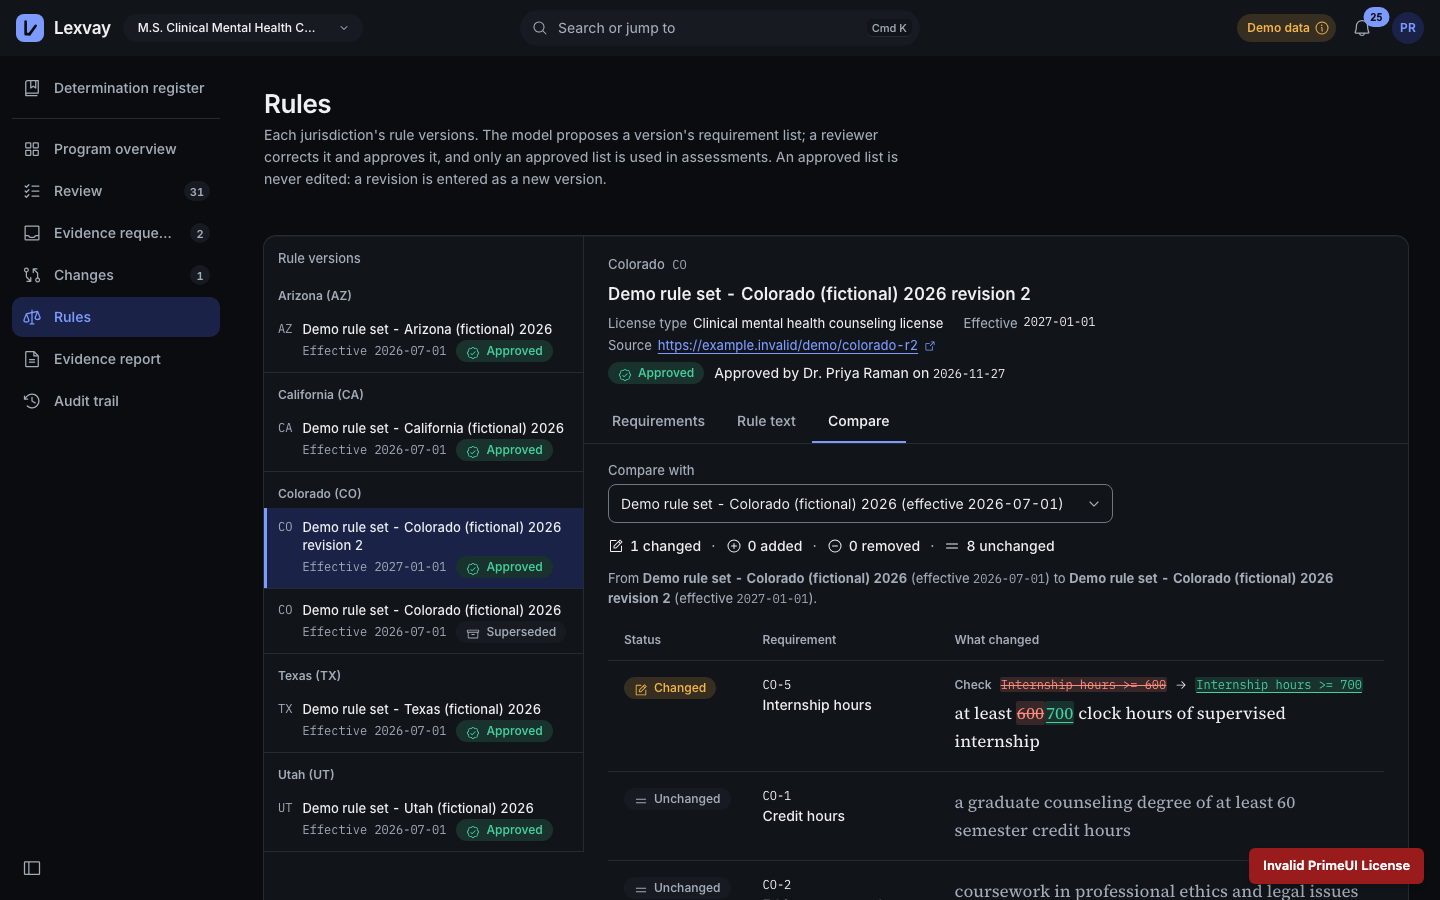 Lexvay
M.S. Clinical Mental Health C...
Search or jump to
Cmd K
Demo data
25
PR
Determination register
Program overview
Review
31
Evidence reque...
2
Changes
1
Rules
Evidence report
Audit trail
Rules
Each jurisdiction's rule versions. The model proposes a version's requirement list; a reviewer
corrects it and approves it, and only an approved list is used in assessments. An approved list is
never edited: a revision is entered as a new version.
Rule versions
Arizona (AZ)
AZ Demo rule set - Arizona (fictional) 2026
Effective 2026-07-01 Approved
California (CA)
CA Demo rule set - California (fictional) 2026
Effective 2026-07-01 Approved
Colorado (CO)
CO Demo rule set - Colorado (fictional) 2026
revision 2
Effective 2027-01-01 Approved
CO Demo rule set - Colorado (fictional) 2026
Effective 2026-07-01 Superseded
Texas (TX)
TX Demo rule set - Texas (fictional) 2026
Effective 2026-07-01 Approved
Utah (UT)
UT Demo rule set - Utah (fictional) 2026
Effective 2026-07-01 Approved
Colorado CO
Demo rule set - Colorado (fictional) 2026 revision 2
License type Clinical mental health counseling license Effective 2027-01-01
Source https://example.invalid/demo/colorado-r2
Approved Approved by Dr. Priya Raman on 2026-11-27
Requirements Rule text Compare
Compare with
Demo rule set - Colorado (fictional) 2026 (effective 2026-07-01)
1 changed · 0 added · 0 removed · 8 unchanged
From Demo rule set - Colorado (fictional) 2026 (effective 2026-07-01) to Demo rule set - Colorado (fictional) 2026
revision 2 (effective 2027-01-01).
Status Requirement What changed
Changed
CO-5
Internship hours
Check Internship hours >= 600 → Internship hours >= 700
at least 600 700 clock hours of supervised
internship
Unchanged
CO-1
Credit hours
a graduate counseling degree of at least 60
semester credit hours
Unchanged
CO-2
coursework in professional ethics and legal issues
Invalid PrimeUI License